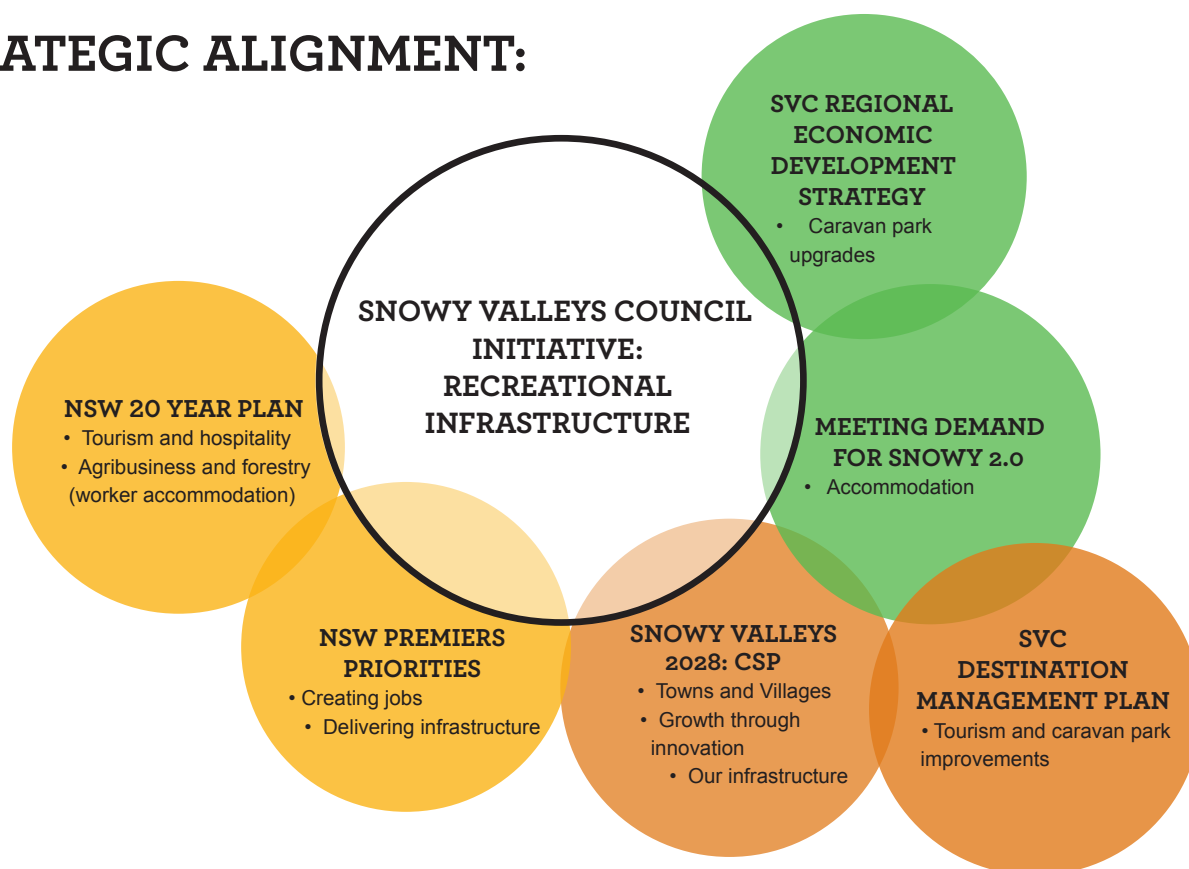 ATEGIC ALIGNMENT:
SVC REGIONAL
ECONOMIC
DEVELOPMENT
STRATEGY
• Caravan park
upgrades
SNOWY VALLEYS COUNCIL
INITIATIVE:
RECREATIONAL
INFRASTRUCTURE
NSW 20 YEAR PLAN
• Tourism and hospitality
• Agribusiness and forestry
(worker accommodation)
MEETING DEMAND
FOR SNOWY 2.0
• Accommodation
NSW PREMIERS
PRIORITIES
• Creating jobs
• Delivering infrastructure
SNOWY VALLEYS
2028: CSP
• Towns and Villages
• Growth through
innovation
• Our infrastructure
SVC
DESTINATION
MANAGEMENT PLAN
• Tourism and caravan park
improvements